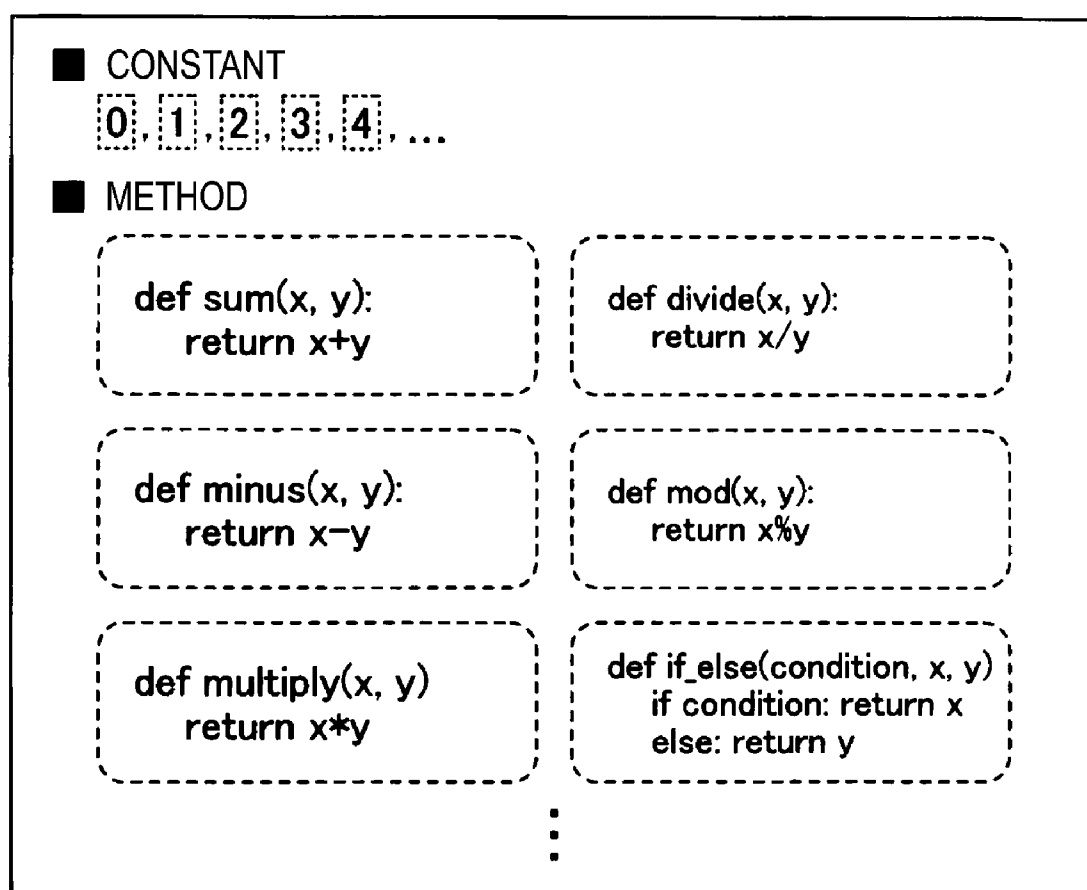 ■ CONSTANT
0, 1, 2, 3, 4, ...
■ METHOD
def sum(x, y):
return x+y
def divide(x, y):
return x/y
def minus(x, y):
return x-y
def mod(x, y):
return x%y
def multiply(x, y)
return x*y
def if_else(condition, x, y)
if condition: return x
else: return y
⋮